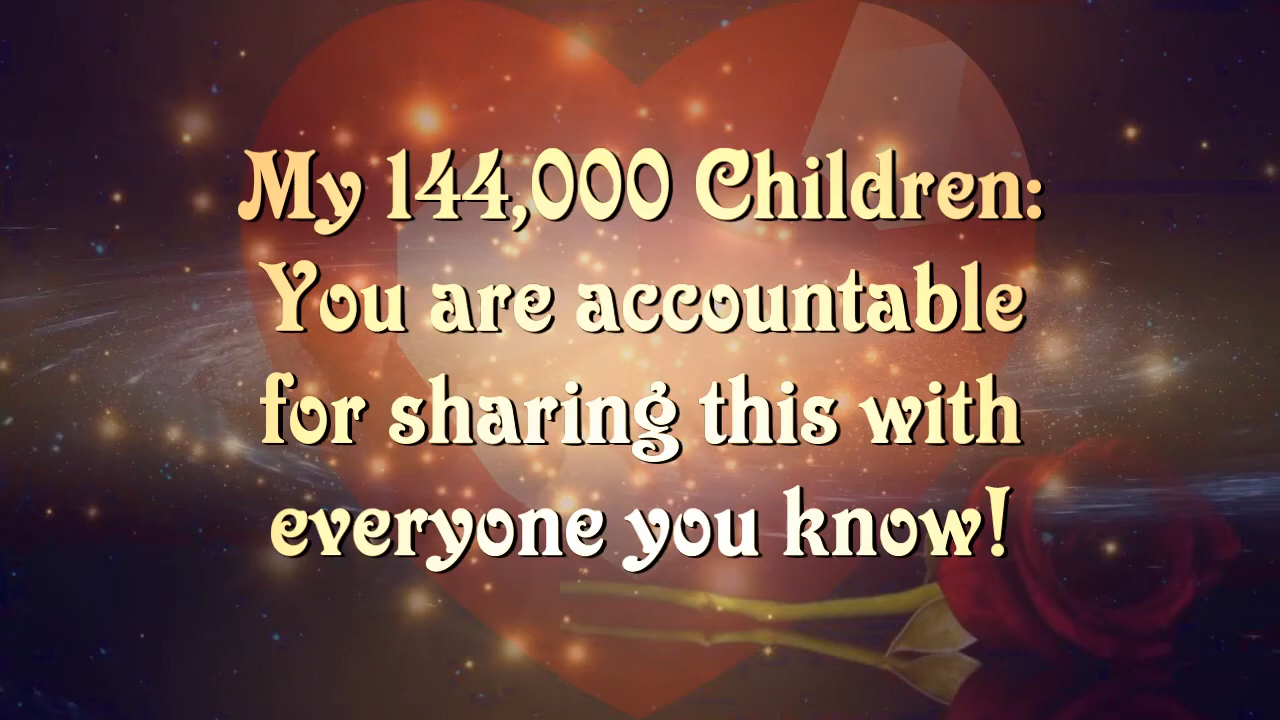 My 144,000 Children:
You are accountable
for sharing this with
everyone you know!